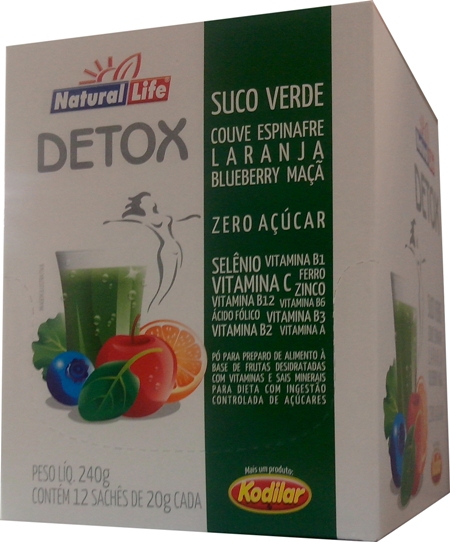 Natural Life
DETOX
SUCO VERDE
COUVE ESPINAFRE
LARANJA
BLUEBERRY MAÇÃ
ZERO AÇÚCAR
SELÊNIO VITAMINA B1
VITAMINA C FERRO
ZINCO
VITAMINA B12 VITAMINA B6
ÁCIDO FÓLICO VITAMINA B3
VITAMINA B2 VITAMINA A
PÓ PARA PREPARO DE ALIMENTO À
BASE DE FRUTAS DESIDRATADAS
COM VITAMINAS E SAIS MINERAIS
PARA DIETA COM INGESTÃO
CONTROLADA DE AÇÚCARES
PESO LÍQ. 240g
CONTÉM 12 SACHÊS DE 20g CADA
Mais um produto:
Kodilar
Natural Life
DETOX